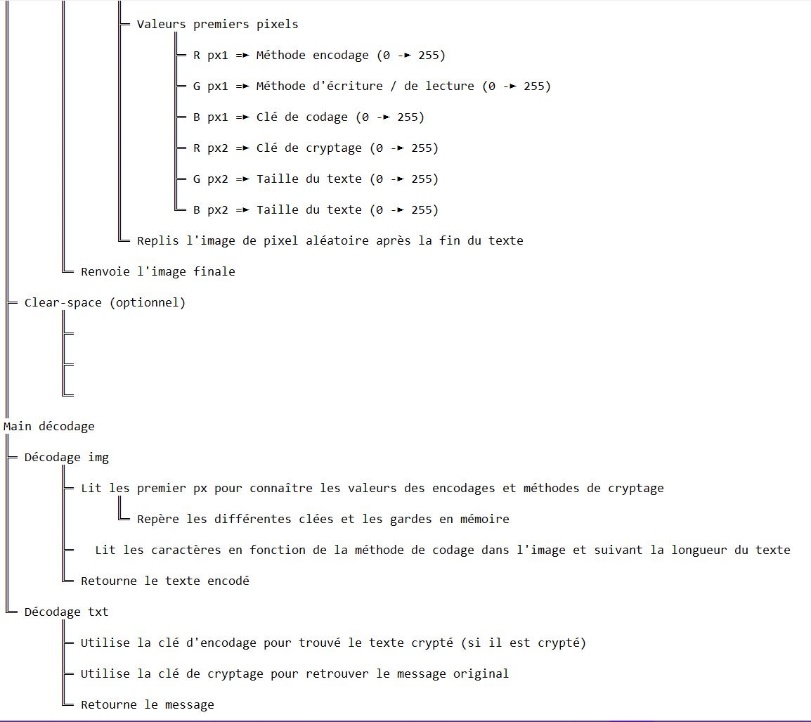 Valeurs premiers pixels
R px1 => Méthode encodage (0 -> 255)
G px1 => Méthode d'écriture / de lecture (0 -> 255)
B px1 => Clé de codage (0 -> 255)
R px2 => Clé de cryptage (0 -> 255)
G px2 => Taille du texte (0 -> 255)
B px2 => Taille du texte (0 -> 255)
Replis l'image de pixel aléatoire après la fin du texte
Renvoie l'image finale
Clear-space (optionnel)
Main décodage
Décodage img
Lit les premier px pour connaître les valeurs des encodages et méthodes de cryptage
Repère les différentes clées et les gardes en mémoire
Lit les caractères en fonction de la méthode de codage dans l'image et suivant la longueur du texte
Retourne le texte encodé
Décodage txt
Utilise la clé d'encodage pour trouvé le texte crypté (si il est crypté)
Utilise la clé de cryptage pour retrouver le message original
Retourne le message